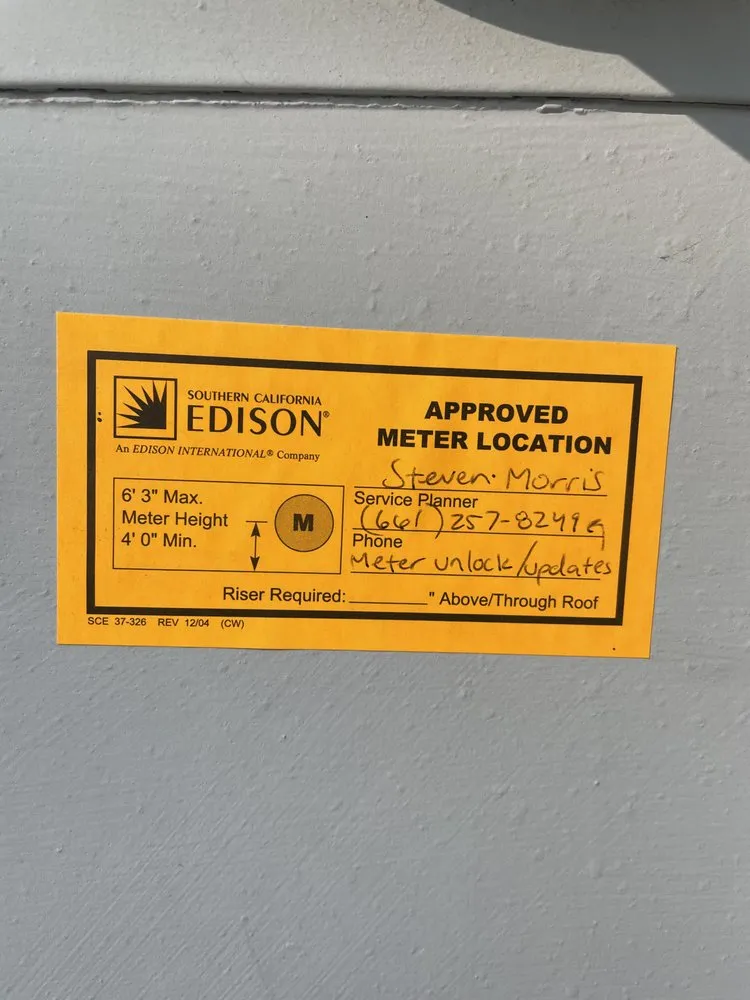 SOUTHERN CALIFORNIA
EDISON®
An EDISON INTERNATIONAL® Company
APPROVED
METER LOCATION
Steven Morris
Service Planner
(661) 257-8249
Phone
Meter unlock/updates
6' 3" Max.
Meter Height
4' 0" Min.
M
Riser Required:________" Above/Through Roof
SCE 37-326 REV 12/04 (CW)